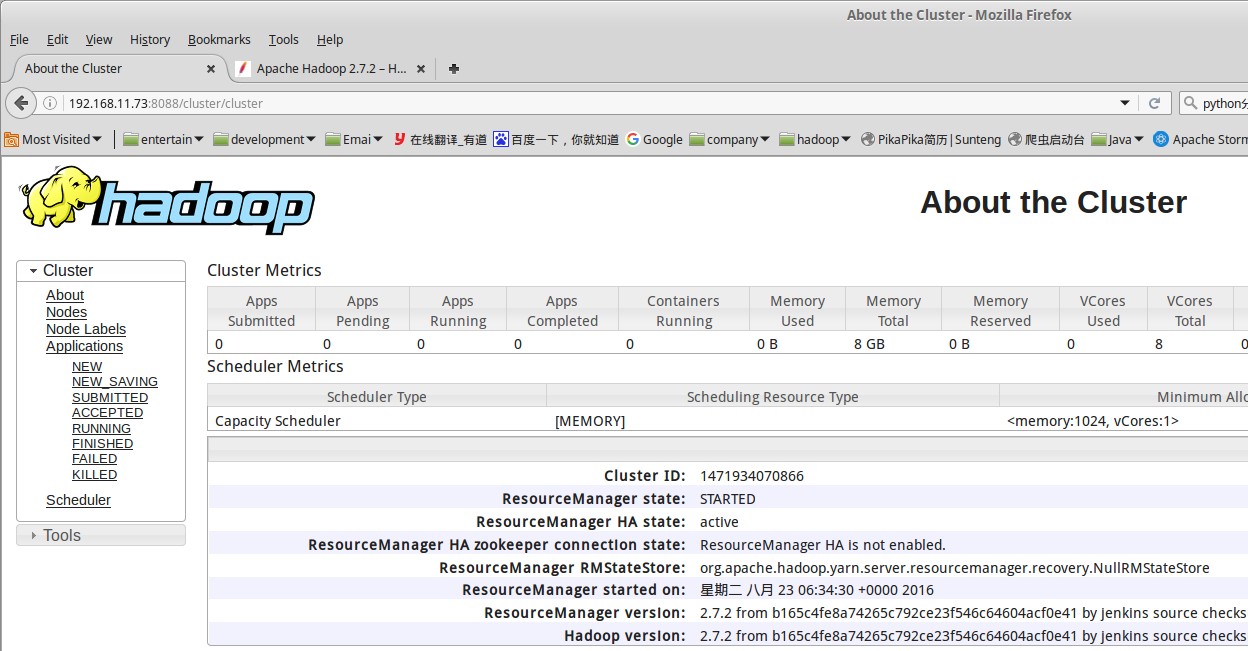 About the Cluster - Mozilla Firefox
File Edit View History Bookmarks Tools Help
About the Cluster Apache Hadoop 2.7.2 – H...
192.168.11.73:8088/cluster/cluster python分
Most Visited entertain development Emai 在线翻译_有道 百度一下，你就知道 Google company hadoop PikaPika简历|Sunteng 爬虫启动台 Java Apache Storm
hadoop
About the Cluster
Cluster
About
Nodes
Node Labels
Applications
NEW
NEW_SAVING
SUBMITTED
ACCEPTED
RUNNING
FINISHED
FAILED
KILLED
Scheduler
Tools
Cluster Metrics
Apps Submitted Apps Pending Apps Running Apps Completed Containers Running Memory Used Memory Total Memory Reserved VCores Used VCores Total
0 0 0 0 0 0 B 8 GB 0 B 0 8 0
Scheduler Metrics
Scheduler Type Scheduling Resource Type Minimum Allo
Capacity Scheduler [MEMORY] <memory:1024, vCores:1>
Cluster ID: 1471934070866
ResourceManager state: STARTED
ResourceManager HA state: active
ResourceManager HA zookeeper connection state: ResourceManager HA is not enabled.
ResourceManager RMStateStore: org.apache.hadoop.yarn.server.resourcemanager.recovery.NullRMStateStore
ResourceManager started on: 星期二 八月 23 06:34:30 +0000 2016
ResourceManager version: 2.7.2 from b165c4fe8a74265c792ce23f546c64604acf0e41 by jenkins source checks
Hadoop version: 2.7.2 from b165c4fe8a74265c792ce23f546c64604acf0e41 by jenkins source checks